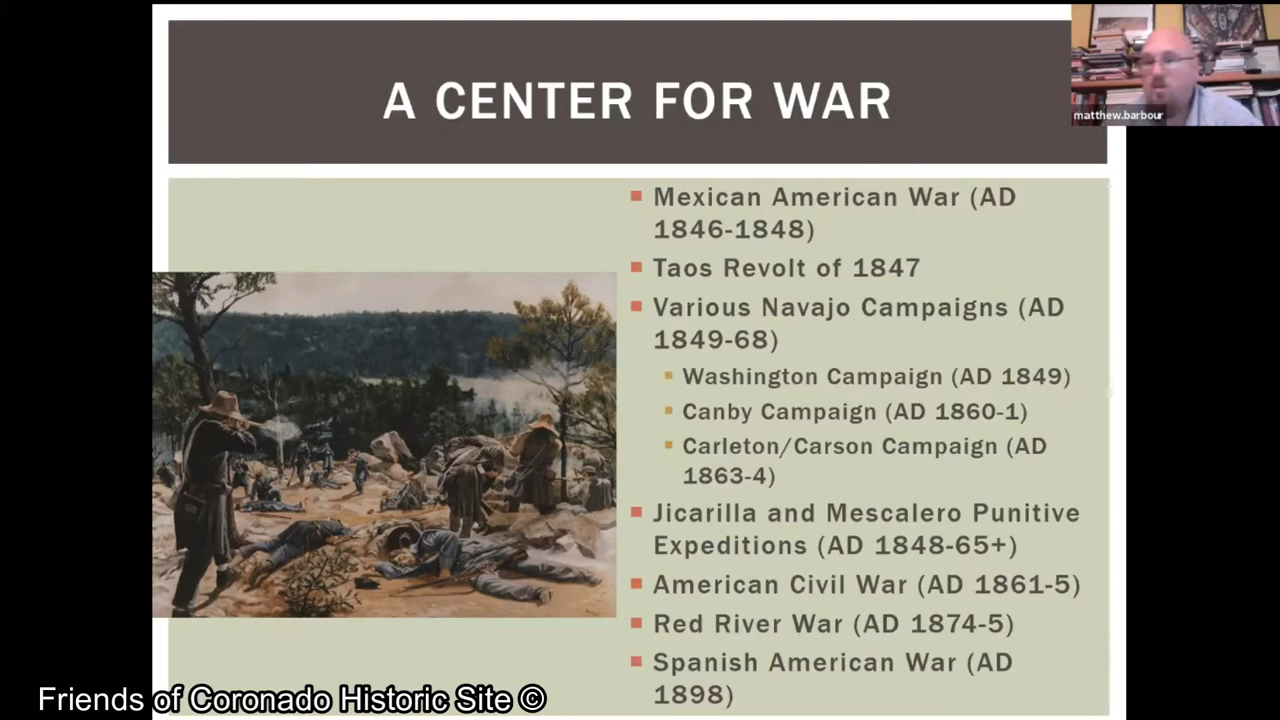 A CENTER FOR WAR
matthew.barbour
Mexican American War (AD
1846-1848)
Taos Revolt of 1847
Various Navajo Campaigns (AD
1849-68)
Washington Campaign (AD 1849)
Canby Campaign (AD 1860-1)
Carleton/Carson Campaign (AD
1863-4)
Jicarilla and Mescalero Punitive
Expeditions (AD 1848-65+)
American Civil War (AD 1861-5)
Red River War (AD 1874-5)
Spanish American War (AD
1898)
Friends of Coronado Historic Site ©